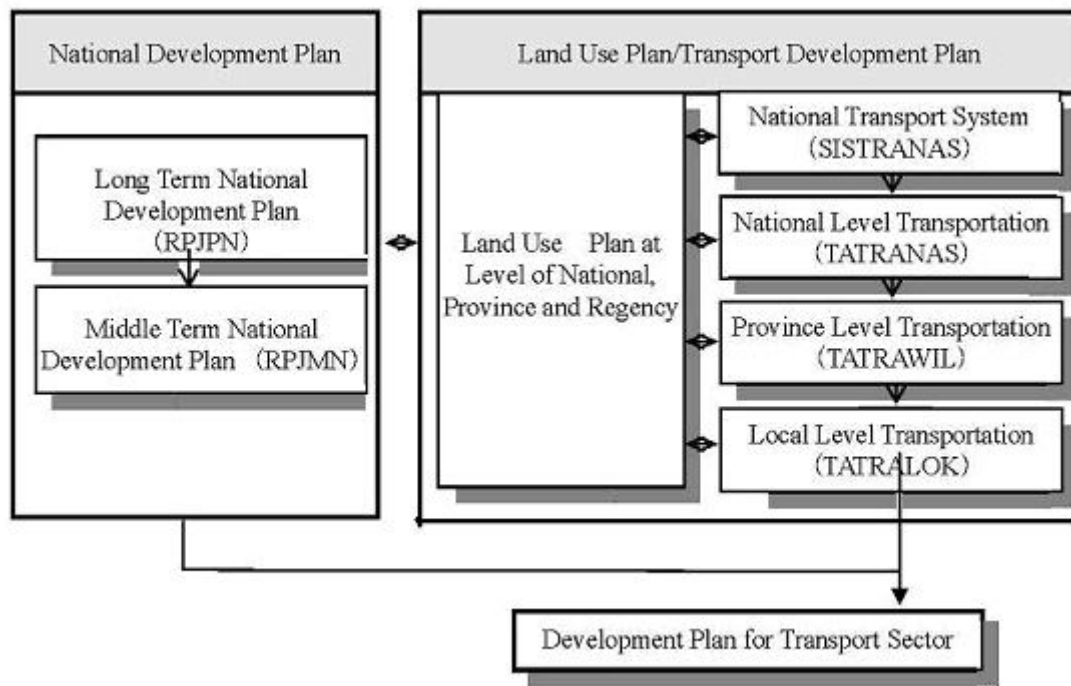 National Development Plan
Long Term National
Development Plan
(RPJPN)
Middle Term National
Development Plan (RPJMN)
Land Use Plan/Transport Development Plan
Land Use Plan at
Level of National,
Province and Regency
National Transport System
(SISTRANAS)
National Level Transportation
(TATRANAS)
Province Level Transportation
(TATRAWIL)
Local Level Transportation
(TATRALOK)
Development Plan for Transport Sector